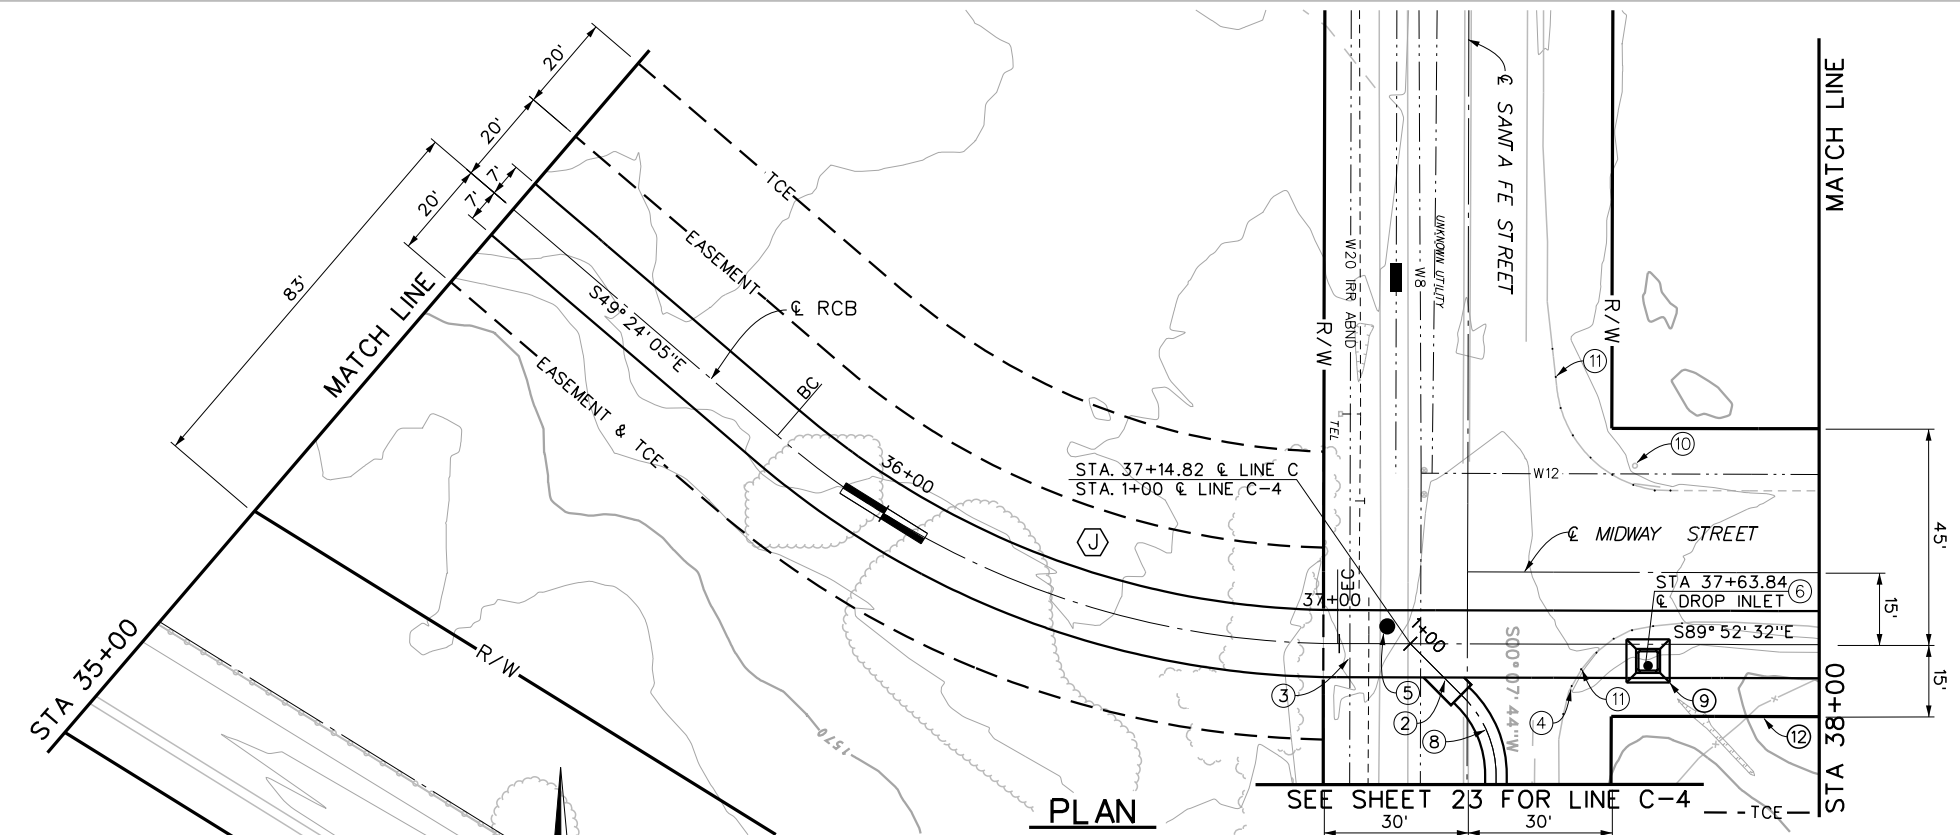 20'
20'
20'
7'
7'
83'
MATCH LINE
STA 35+00
TCE
EASEMENT
S49°24'05"E
℄ RCB
EASEMENT & TCE
BC
36+00
R/W
1570
J
STA. 37+14.82 ℄ LINE C
STA. 1+00 ℄ LINE C-4
EC
37+00
1+00
R/W
W20 IRR ABND
TEL
W8
UNKNOWN UTILITY
℄ SANTA FE STREET
R/W
11
10
W12
℄ MIDWAY STREET
STA 37+63.84
℄ DROP INLET
6
S89°52'32"E
S00°07'44"W
3
5
2
8
4
11
9
12
45'
15'
15'
MATCH LINE
STA 38+00
SEE SHEET 23 FOR LINE C-4
30'
30'
TCE
PLAN